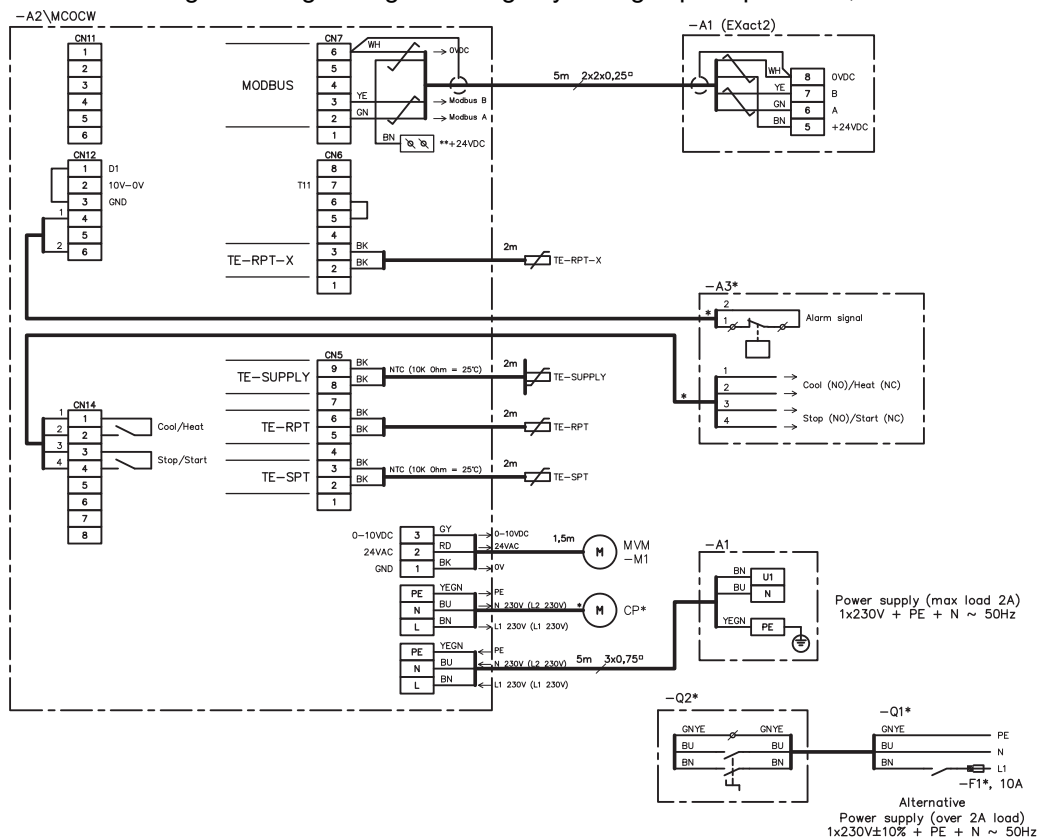 -A2\MCOCW
-A1 (EXact2)
CN11
1
2
3
4
5
6
MODBUS
CN7
6
5
4
3
2
1
WH
0VDC
YE
Modbus B
GN
Modbus A
BN
**+24VDC
5m 2x2x0,25¤
WH
8 0VDC
YE
7 B
GN
6 A
BN
5 +24VDC
CN12
1 D1
2 10V-0V
3 GND
1 4
5
2 6
CN6
8
T11 7
6
5
4
TE-RPT-X
3 BK
2 BK
1
2m
TE-RPT-X
-A3*
*
2
1
Alarm signal
*
1
2
Cool (NO)/Heat (NC)
3
4
Stop (NO)/Start (NC)
CN5
TE-SUPPLY
9 BK
8 BK
NTC (10K Ohm = 25℃)
2m
TE-SUPPLY
7
TE-RPT
6 BK
5 BK
2m
TE-RPT
4
TE-SPT
3 BK
2 BK
NTC (10K Ohm = 25℃)
2m
TE-SPT
1
CN14
1 1
2 2
Cool/Heat
3 3
4 4
Stop/Start
5
6
7
8
0-10VDC 3 GY 0-10VDC
24VAC 2 RD 24VAC
GND 1 BK 0V
1,5m
M
MVM
-M1
PE YEGN PE
N BU N 230V (L2 230V)
L BN L1 230V (L1 230V)
*
M
CP*
PE YEGN PE
N BU N 230V (L2 230V)
L BN L1 230V (L1 230V)
5m 3x0,75¤
-A1
BN U1
BU N
YEGN PE
Power supply (max load 2A)
1x230V + PE + N ~ 50Hz
-Q2*
GNYE
BU BU
BN BN
-Q1*
GNYE PE
BU N
BN L1
-F1*, 10A
Alternative
Power supply (over 2A load)
1x230V±10% + PE + N ~ 50Hz